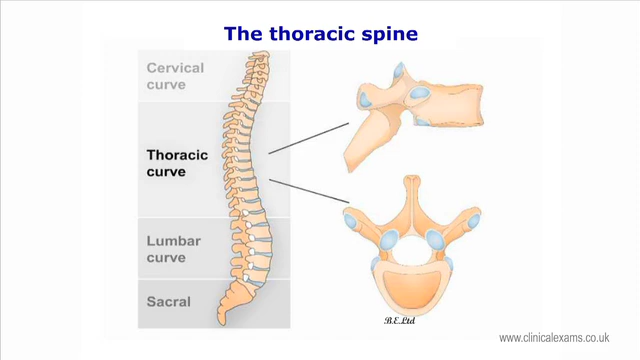 The thoracic spine
Cervical
curve
Thoracic
curve
Lumbar
curve
Sacral
B.E.Ltd
www.clinicalexams.co.uk